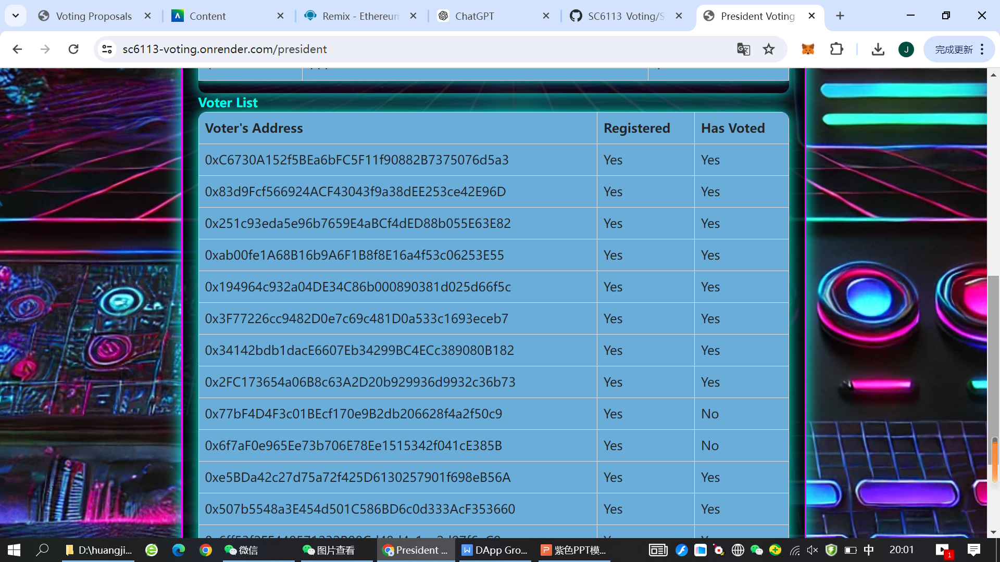 Voting Proposals
Content
Remix - Ethereum
ChatGPT
SC6113 Voting/S
President Voting
sc6113-voting.onrender.com/president
J
完成更新
Voter List
Voter's Address Registered Has Voted
0xC6730A152f5BEa6bFC5F11f90882B7375076d5a3 Yes Yes
0x83d9Fcf566924ACF43043f9a38dEE253ce42E96D Yes Yes
0x251c93eda5e96b7659E4aBCf4dED88b055E63E82 Yes Yes
0xab00fe1A68B16b9A6F1B8f8E16a4f53c06253E55 Yes Yes
0x194964c932a04DE34C86b000890381d025d66f5c Yes Yes
0x3F77226cc9482D0e7c69c481D0a533c1693eceb7 Yes Yes
0x34142bdb1dacE6607Eb34299BC4ECc389080B182 Yes Yes
0x2FC173654a06B8c63A2D20b929936d9932c36b73 Yes Yes
0x77bF4D4F3c01BEcf170e9B2db206628f4a2f50c9 Yes No
0x6f7aF0e965Ee73b706E78Ee1515342f041cE385B Yes No
0xe5BDa42c27d75a72f425D6130257901f698eB56A Yes Yes
0x507b5548a3E454d501C586BD6c0d333AcF353660 Yes Yes
D:\huangji...
微信
图片查看
President ...
DApp Gro...
紫色PPT模...
中
20:01
1